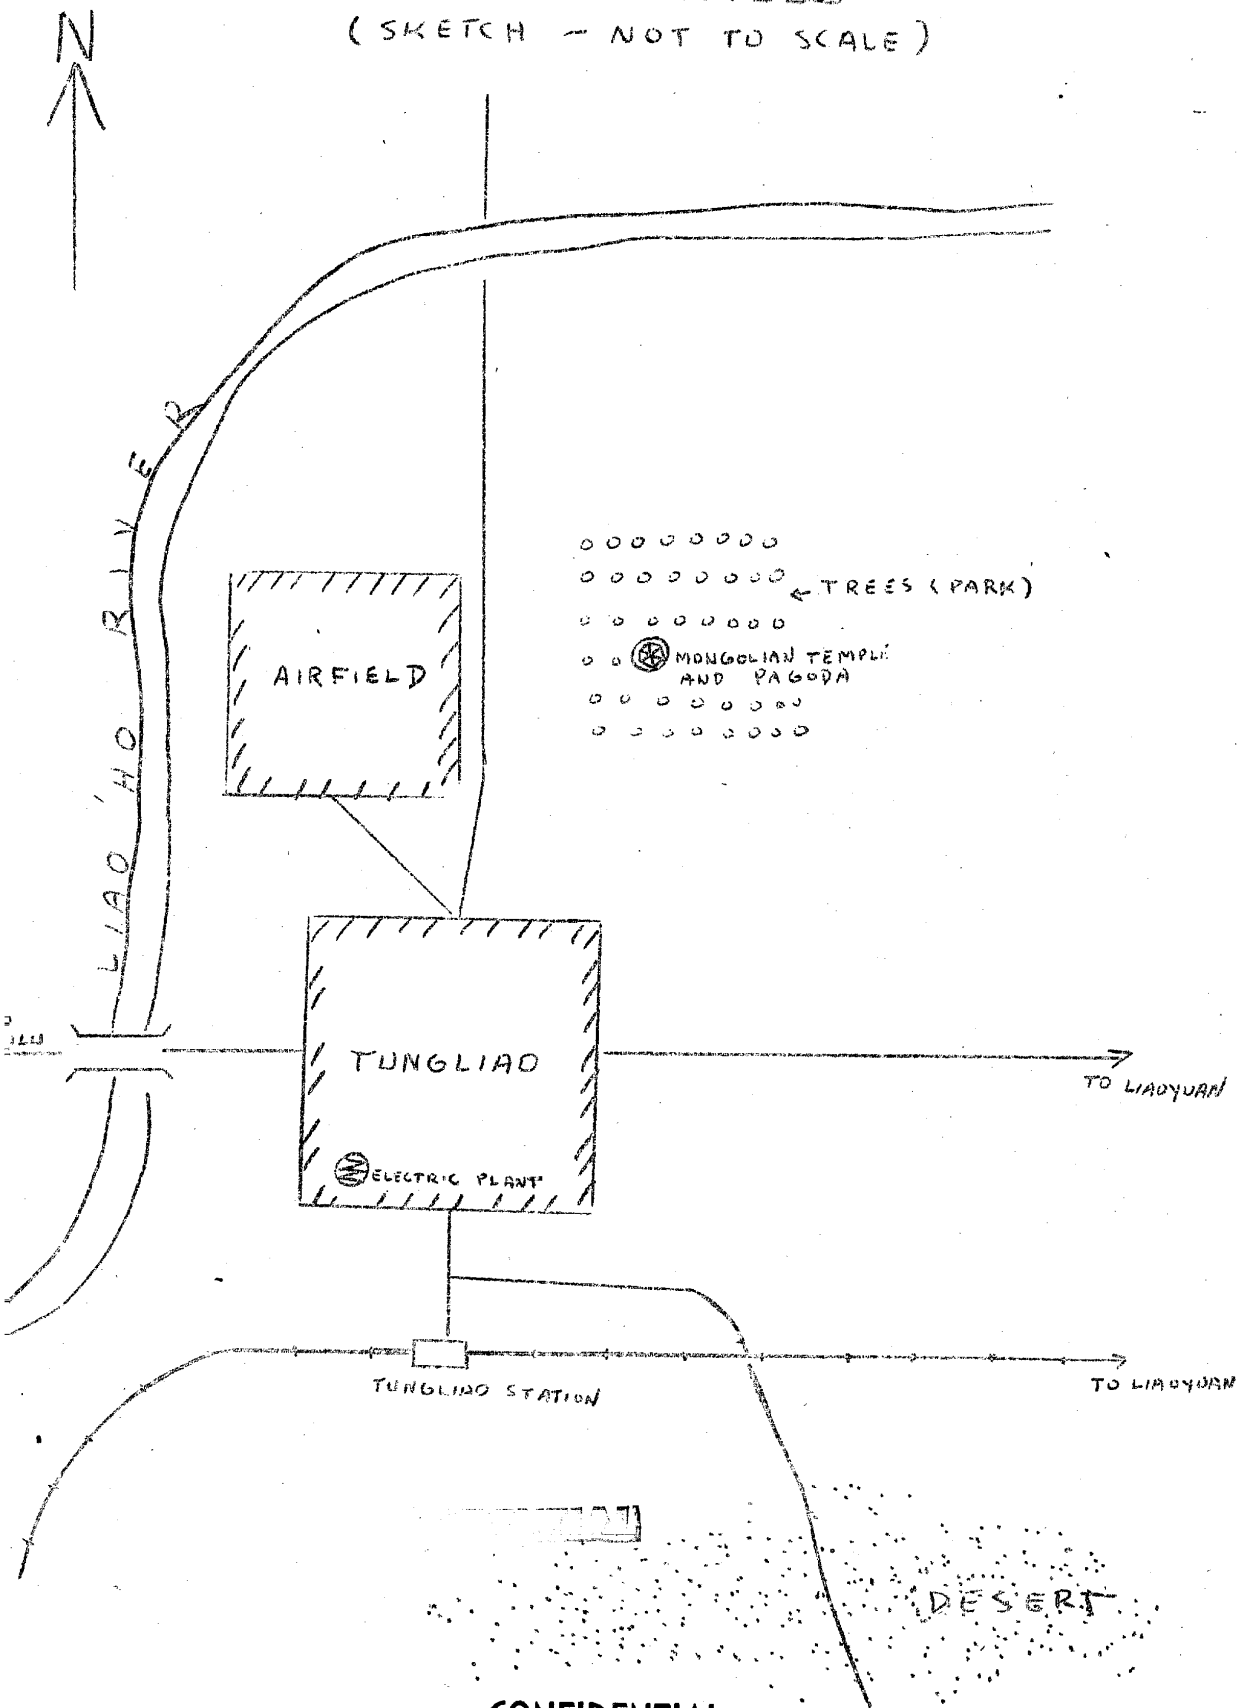 (SKETCH - NOT TO SCALE)
N
LIAO 'HO RIVER
← TREES (PARK)
AIRFIELD
MONGOLIAN TEMPLE
AND PAGODA
TUNGLIAO
TO LIAOYUAN
ELECTRIC PLANT
TUNGLIAO STATION
TO LIAOYUAN
DESERT
CONFIDENTIAL